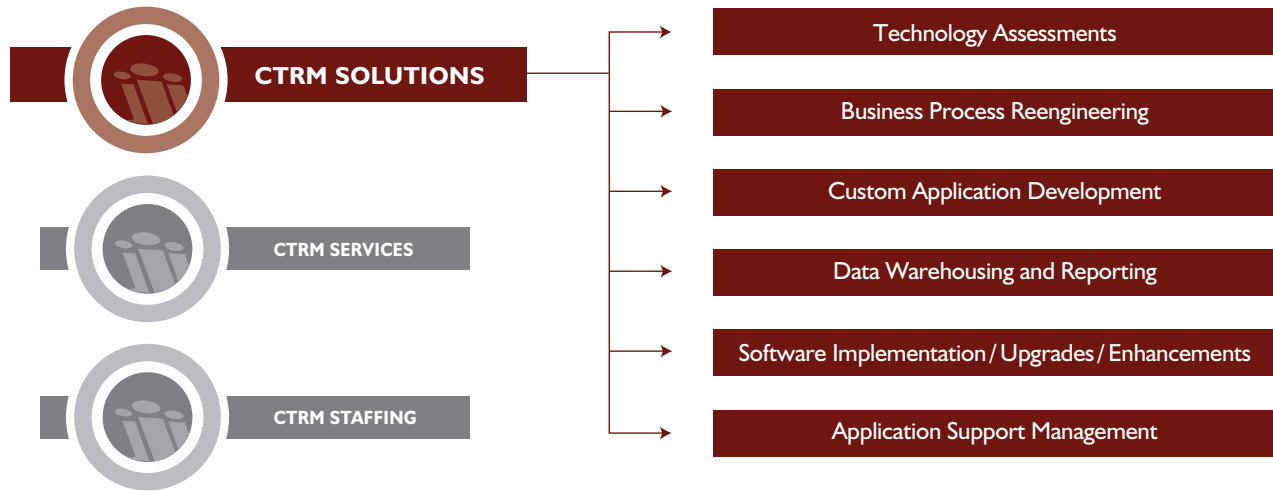 CTRM SOLUTIONS
CTRM SERVICES
CTRM STAFFING
Technology Assessments
Business Process Reengineering
Custom Application Development
Data Warehousing and Reporting
Software Implementation / Upgrades / Enhancements
Application Support Management